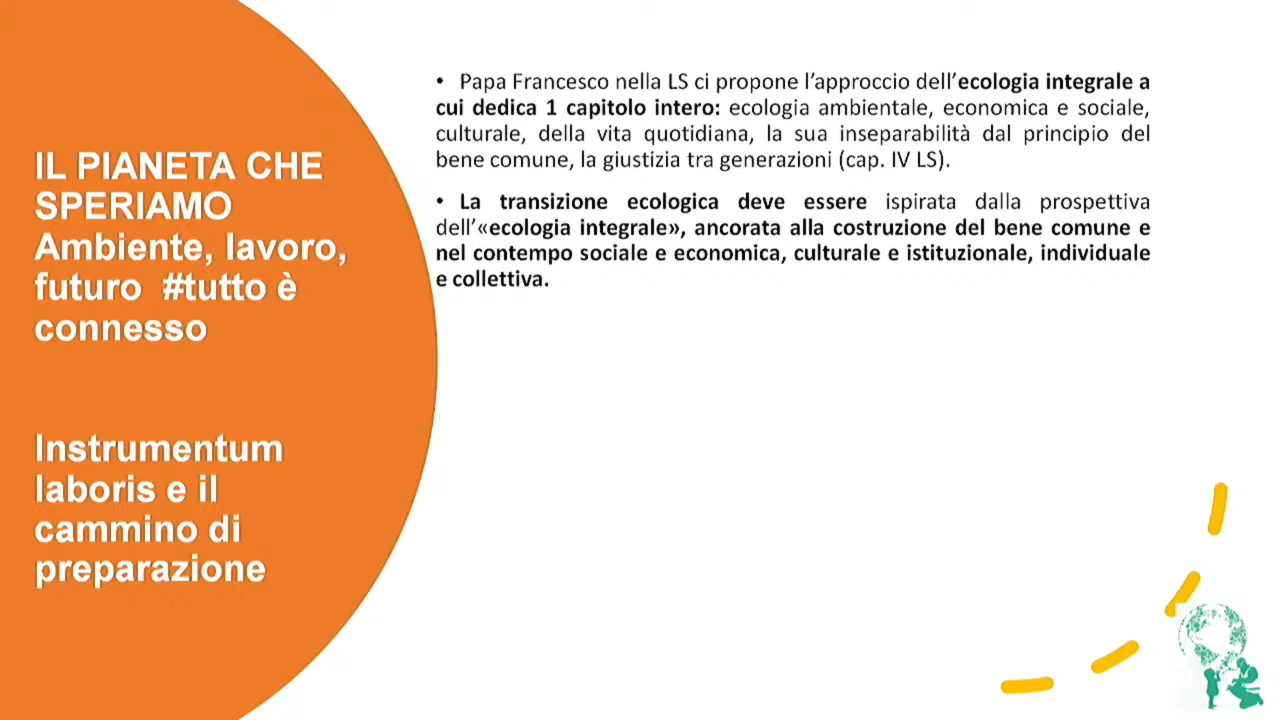 IL PIANETA CHE
SPERIAMO
Ambiente, lavoro,
futuro #tutto è
connesso
Instrumentum
laboris e il
cammino di
preparazione
• Papa Francesco nella LS ci propone l’approccio dell’ecologia integrale a
cui dedica 1 capitolo intero: ecologia ambientale, economica e sociale,
culturale, della vita quotidiana, la sua inseparabilità dal principio del
bene comune, la giustizia tra generazioni (cap. IV LS).
• La transizione ecologica deve essere ispirata dalla prospettiva
dell’«ecologia integrale», ancorata alla costruzione del bene comune e
nel contempo sociale e economica, culturale e istituzionale, individuale
e collettiva.